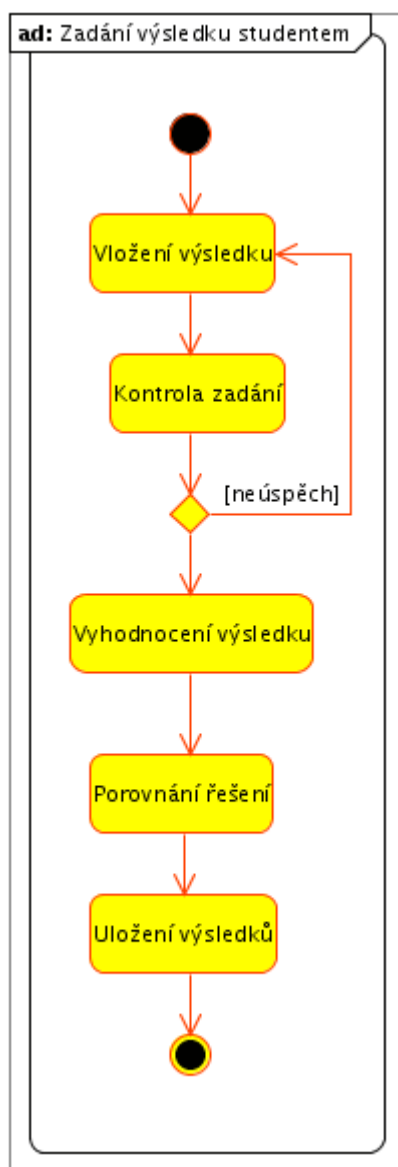 ad: Zadání výsledku studentem
Vložení výsledku
Kontrola zadání
[neúspěch]
Vyhodnocení výsledku
Porovnání řešení
Uložení výsledků